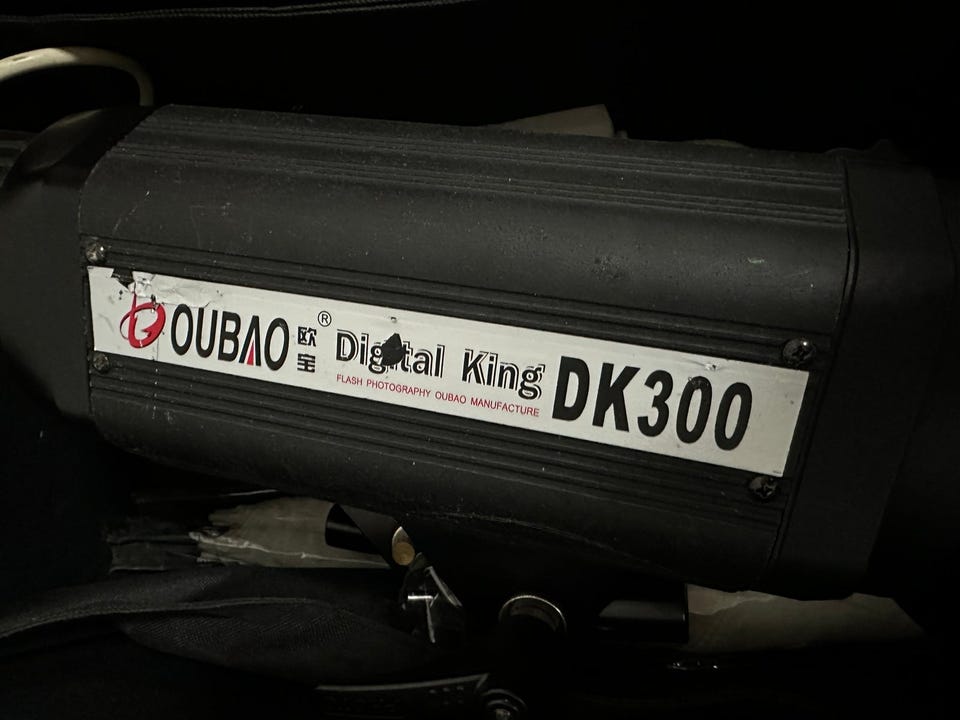 OUBAO 欧宝 ® Digital King DK300
FLASH PHOTOGRAPHY OUBAO MANUFACTURE